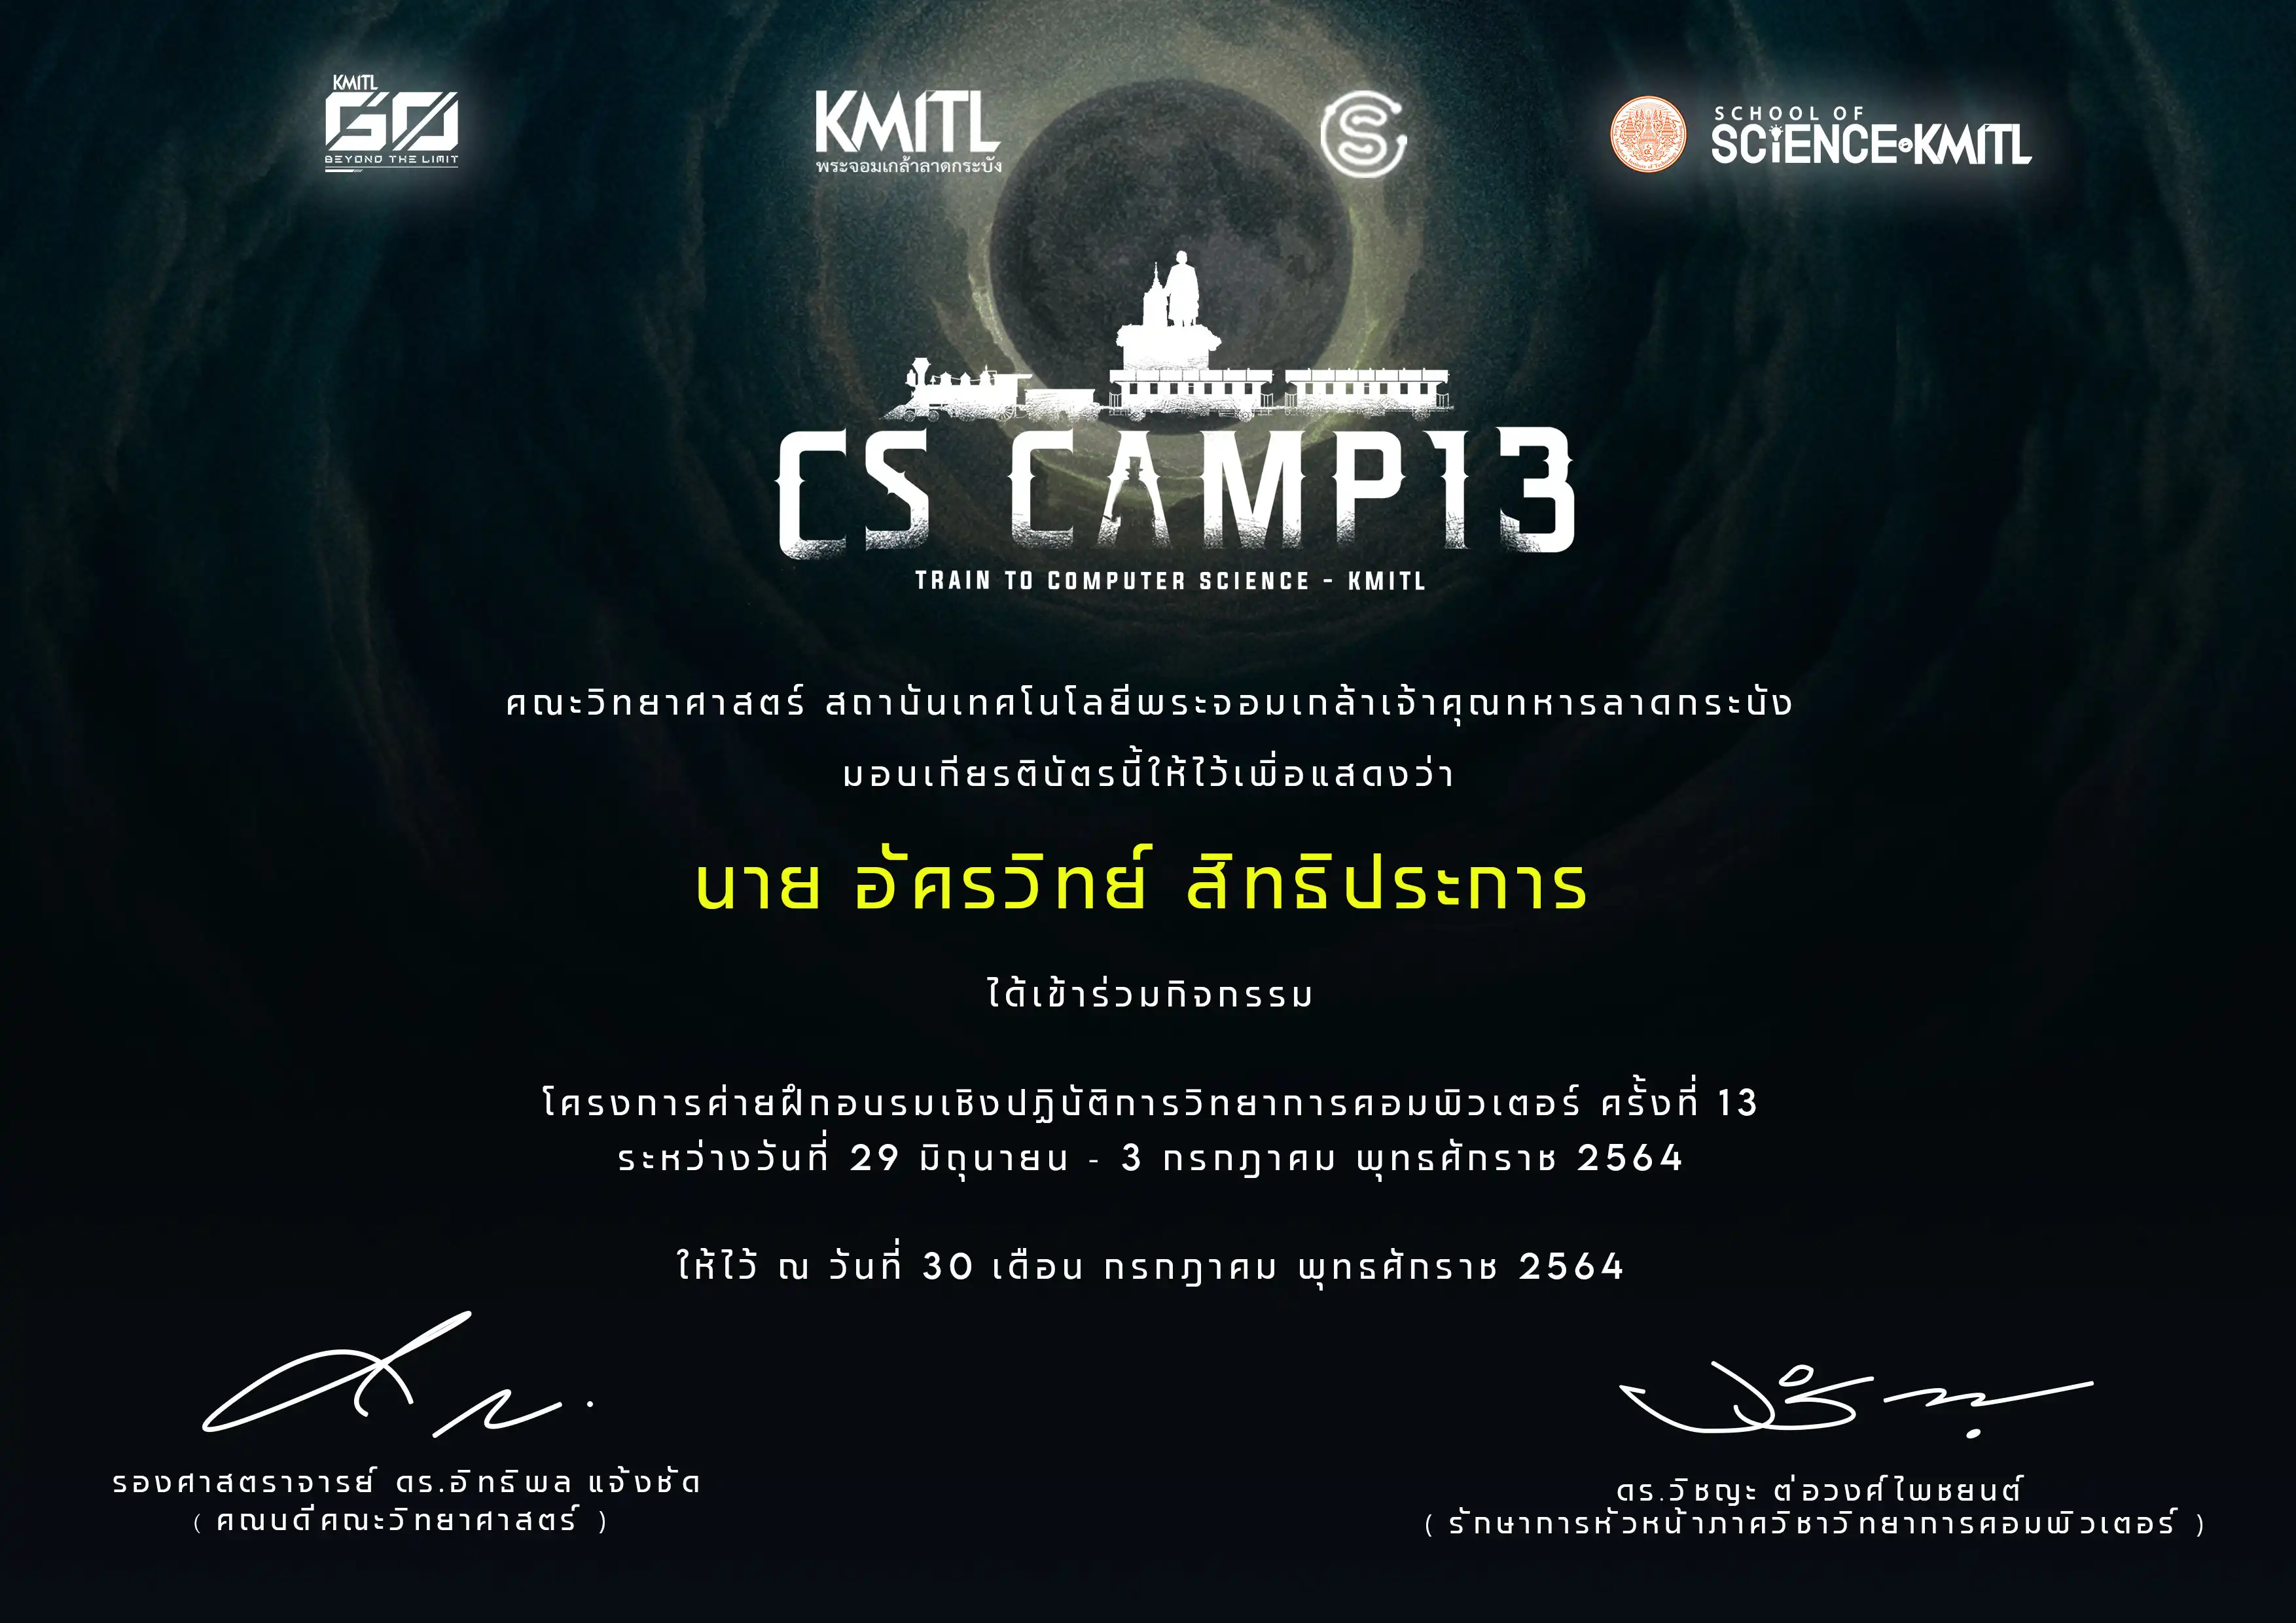 KMITL
GO
BEYOND THE LIMIT
KMITL
พระจอมเกล้าลาดกระบัง
SCHOOL OF
SCIENCE KMITL
CS CAMP13
TRAIN TO COMPUTER SCIENCE - KMITL
คณะวิทยาศาสตร์ สถาบันเทคโนโลยีพระจอมเกล้าเจ้าคุณทหารลาดกระบัง
มอบเกียรติบัตรนี้ให้ไว้เพื่อแสดงว่า
นาย อัศรวิทย์ สิทธิประการ
ได้เข้าร่วมกิจกรรม
โครงการค่ายฝึกอบรมเชิงปฏิบัติการวิทยาการคอมพิวเตอร์ ครั้งที่ 13
ระหว่างวันที่ 29 มิถุนายน - 3 กรกฎาคม พุทธศักราช 2564
ให้ไว้ ณ วันที่ 30 เดือน กรกฎาคม พุทธศักราช 2564
รองศาสตราจารย์ ดร.อิทธิพล แจ้งชัด
( คณบดีคณะวิทยาศาสตร์ )
ดร.วิชญะ ต่อวงศ์ไพชยนต์
( รักษาการหัวหน้าภาควิชาวิทยาการคอมพิวเตอร์ )